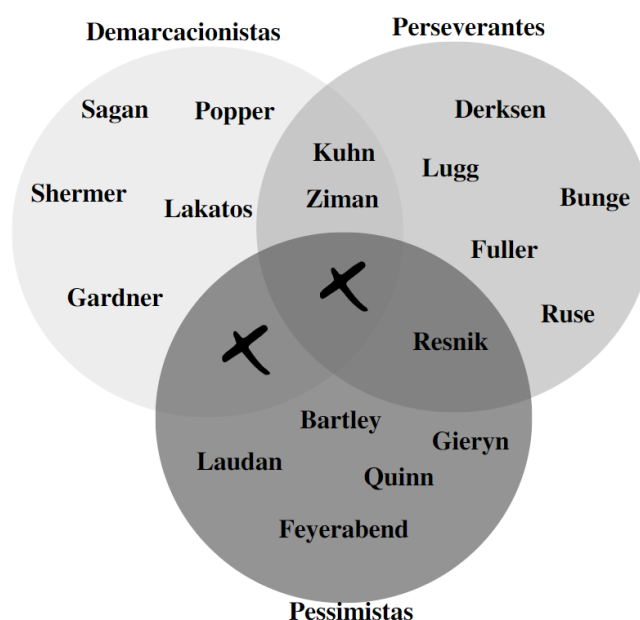 Demarcacionistas
Perseverantes
Sagan
Popper
Derksen
Kuhn
Lugg
Shermer
Lakatos
Ziman
Bunge
Fuller
Gardner
Ruse
Resnik
Bartley
Gieryn
Laudan
Quinn
Feyerabend
Pessimistas